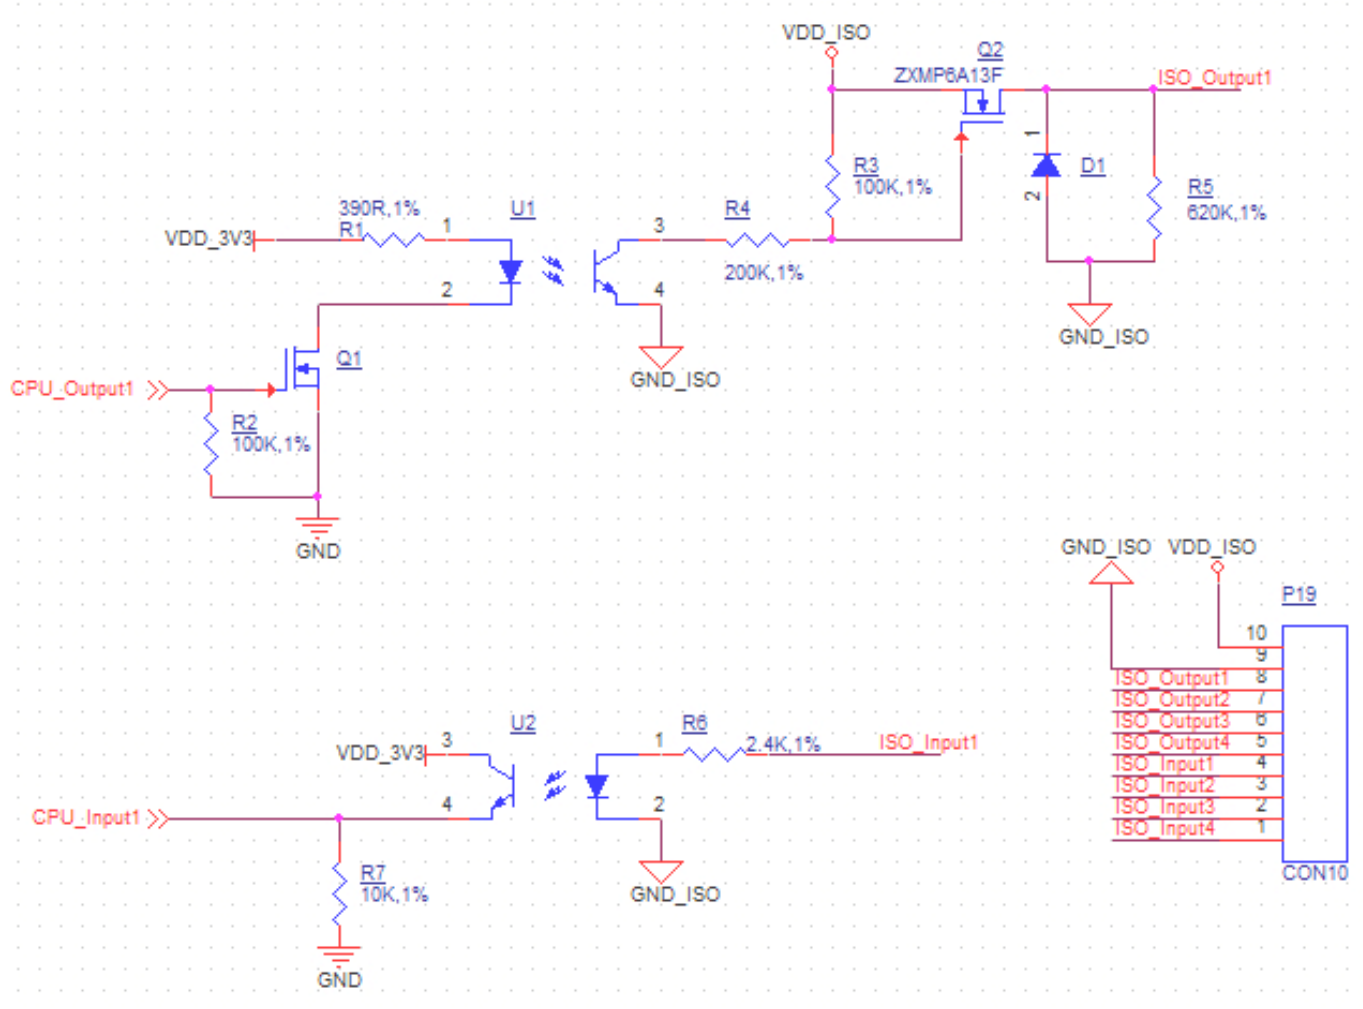 VDD_ISO
Q2
ZXMP6A13F
ISO_Output1
1
D1
2
R3
100K,1%
R5
620K,1%
390R,1%
R1
VDD_3V3
1
U1
3
R4
200K,1%
2
4
GND_ISO
GND_ISO
Q1
CPU_Output1
R2
100K,1%
GND
GND_ISO
VDD_ISO
P19
10
9
ISO_Output1 8
ISO_Output2 7
ISO_Output3 6
ISO_Output4 5
ISO_Input1 4
ISO_Input2 3
ISO_Input3 2
ISO_Input4 1
CON10
U2
VDD_3V3
3
1
R6
2.4K,1%
ISO_Input1
CPU_Input1
4
2
R7
10K,1%
GND_ISO
GND